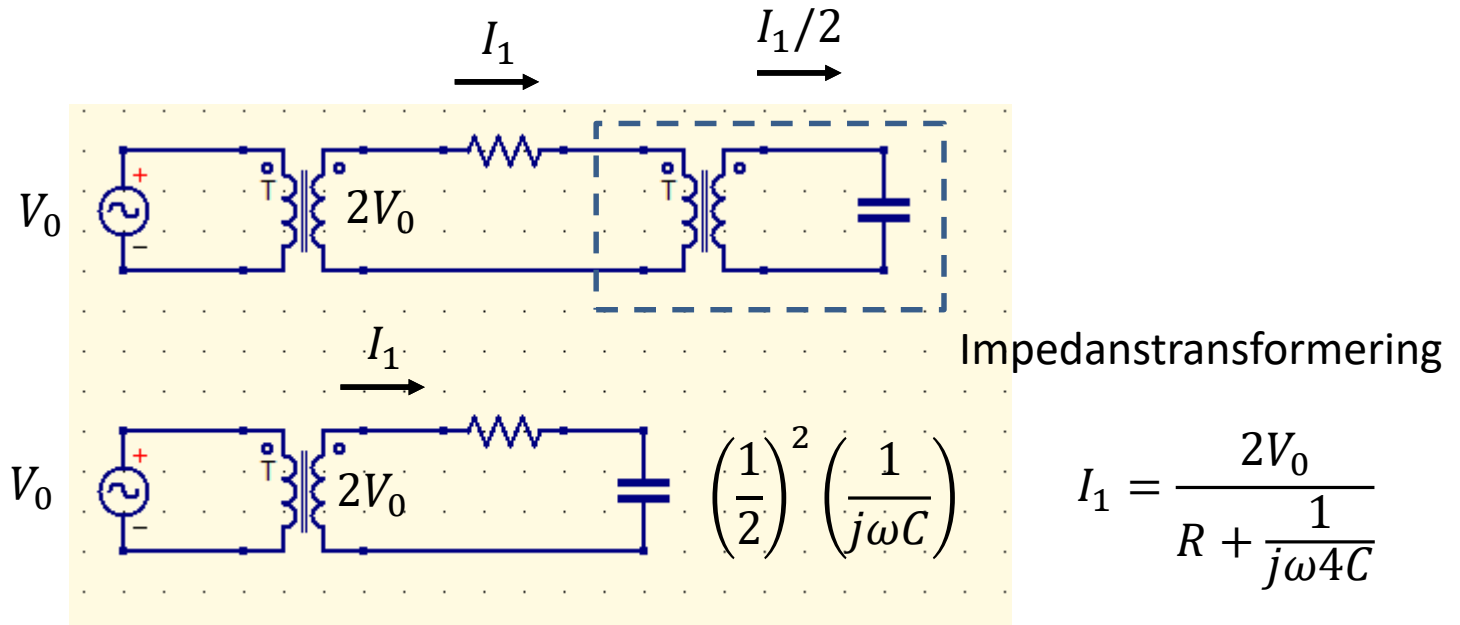 I₁
I₁/2
+
T
T
V₀
2V₀
−
I₁
Impedanstransformering
+
T
V₀
2V₀
(1/2)² (1/(jωC))
I₁ = 2V₀/(R + 1/(jω4C))
−